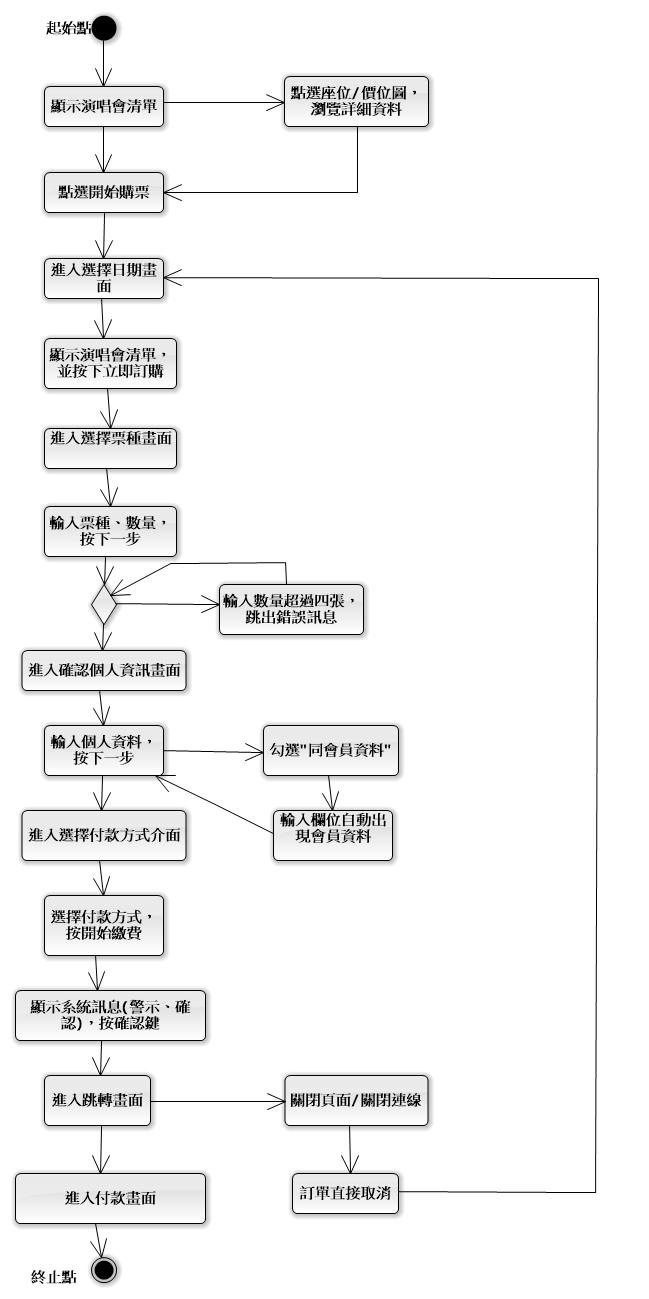 起始點
顯示演唱會清單
點選座位/價位圖，
瀏覽詳細資料
點選開始購票
進入選擇日期畫
面
顯示演唱會清單，
並按下立即訂購
進入選擇票種畫面
輸入票種、數量，
按下一步
輸入數量超過四張，
跳出錯誤訊息
進入確認個人資訊畫面
輸入個人資料，
按下一步
勾選"同會員資料"
輸入欄位自動出
現會員資料
進入選擇付款方式介面
選擇付款方式，
按開始繳費
顯示系統訊息(警示、確
認)，按確認鍵
進入跳轉畫面
關閉頁面/關閉連線
訂單直接取消
進入付款畫面
終止點